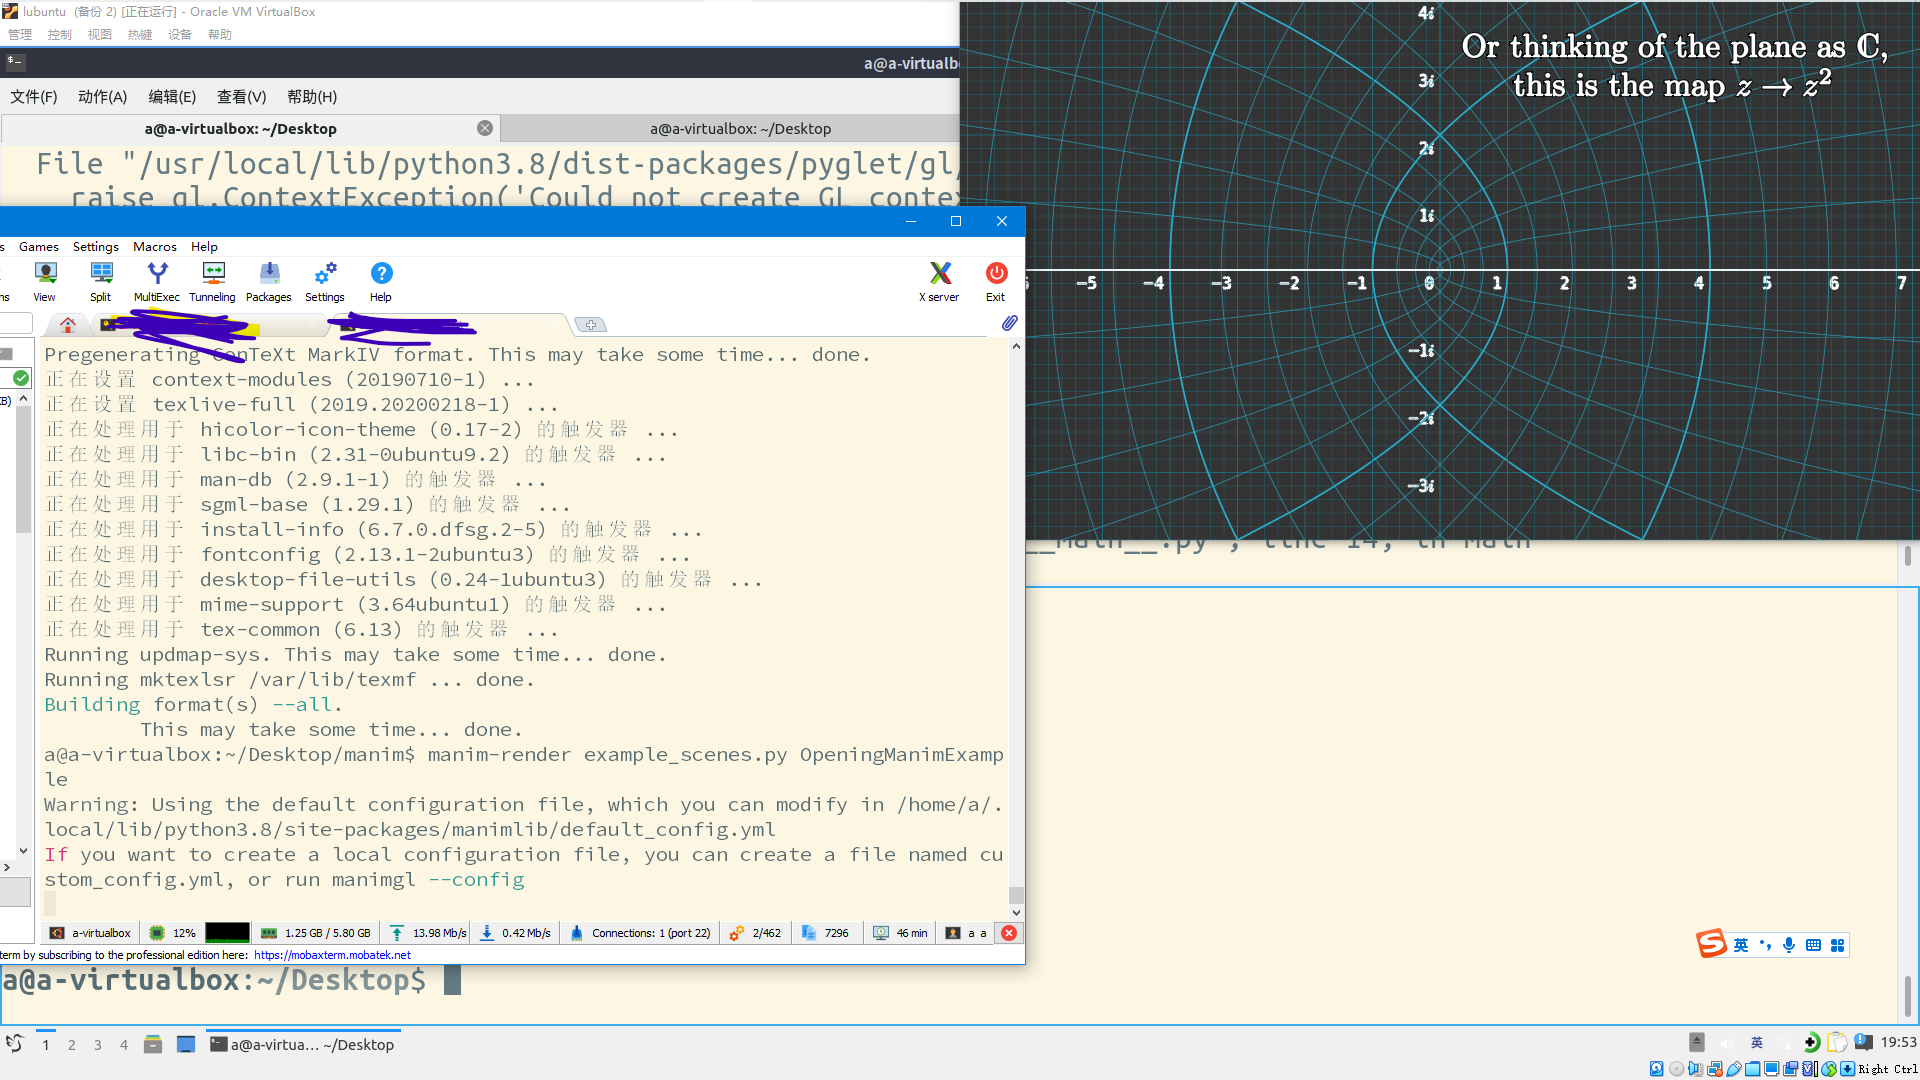 lubuntu (备份 2) [正在运行] - Oracle VM VirtualBox
管理 控制 视图 热键 设备 帮助
a@a-virtualb
文件(F) 动作(A) 编辑(E) 查看(V) 帮助(H)
a@a-virtualbox: ~/Desktop a@a-virtualbox: ~/Desktop
File "/usr/local/lib/python3.8/dist-packages/pyglet/gl/
raise gl.ContextException('Could not create GL contex
Or thinking of the plane as ℂ,
this is the map z → z²
4i
3i
2i
1i
−5 −4 −3 −2 −1 0 1 2 3 4 5 6 7
−1i
−2i
−3i
s Games Settings Macros Help
ns View Split MultiExec Tunneling Packages Settings Help X server Exit
Pregenerating ConTeXt MarkIV format. This may take some time... done.
正在设置 context-modules (20190710-1) ...
正在设置 texlive-full (2019.20200218-1) ...
正在处理用于 hicolor-icon-theme (0.17-2) 的触发器 ...
正在处理用于 libc-bin (2.31-0ubuntu9.2) 的触发器 ...
正在处理用于 man-db (2.9.1-1) 的触发器 ...
正在处理用于 sgml-base (1.29.1) 的触发器 ...
正在处理用于 install-info (6.7.0.dfsg.2-5) 的触发器 ...
正在处理用于 fontconfig (2.13.1-2ubuntu3) 的触发器 ...
正在处理用于 desktop-file-utils (0.24-1ubuntu3) 的触发器 ...
正在处理用于 mime-support (3.64ubuntu1) 的触发器 ...
正在处理用于 tex-common (6.13) 的触发器 ...
Running updmap-sys. This may take some time... done.
Running mktexlsr /var/lib/texmf ... done.
Building format(s) --all.
This may take some time... done.
a@a-virtualbox:~/Desktop/manim$ manim-render example_scenes.py OpeningManimExamp
le
Warning: Using the default configuration file, which you can modify in /home/a/.
local/lib/python3.8/site-packages/manimlib/default_config.yml
If you want to create a local configuration file, you can create a file named cu
stom_config.yml, or run manimgl --config
a-virtualbox 12% 1.25 GB / 5.80 GB 13.98 Mb/s 0.42 Mb/s Connections: 1 (port 22) 2/462 7296 46 min a a
term by subscribing to the professional edition here: https://mobaxterm.mobatek.net
__math__.py", line 14, in Math
a@a-virtualbox:~/Desktop$
英
1 2 3 4 a@a-virtua… ~/Desktop 英 19:53
Right Ctrl